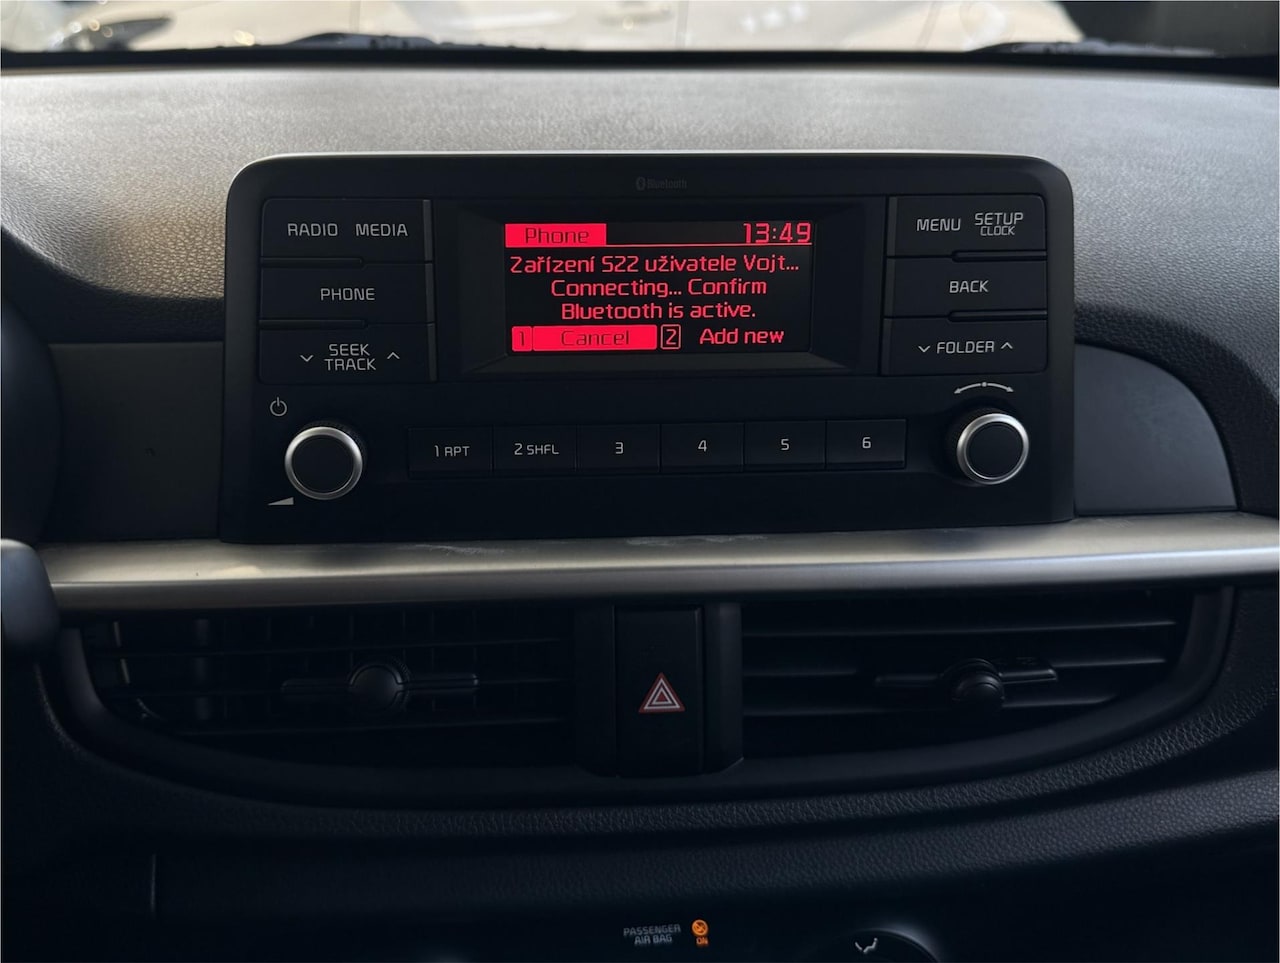 Bluetooth
RADIO MEDIA
PHONE
SEEK
TRACK
Phone 13:49
Zařízení S22 uživatele Vojt...
Connecting... Confirm
Bluetooth is active.
1 Cancel 2 Add new
MENU SETUP
CLOCK
BACK
FOLDER
1 RPT 2 SHFL 3 4 5 6
PASSENGER
AIR BAG ON